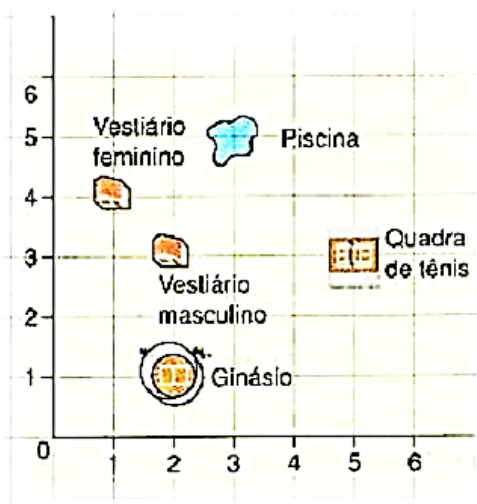 6
5
4
3
2
1
0
1 2 3 4 5 6
Vestiário
feminino
Piscina
Quadra
de tênis
Vestiário
masculino
Ginásio